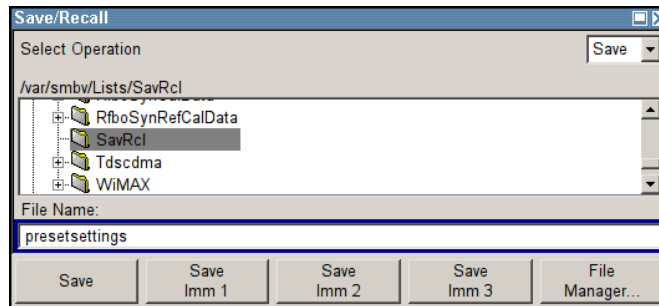 Save/Recall
Select Operation
Save
/var/smbv/Lists/SavRcl
RfboSynCalData
RfboSynRefCalData
SavRcl
Tdscdma
WiMAX
File Name:
presetsettings
Save
Save
Imm 1
Save
Imm 2
Save
Imm 3
File
Manager...